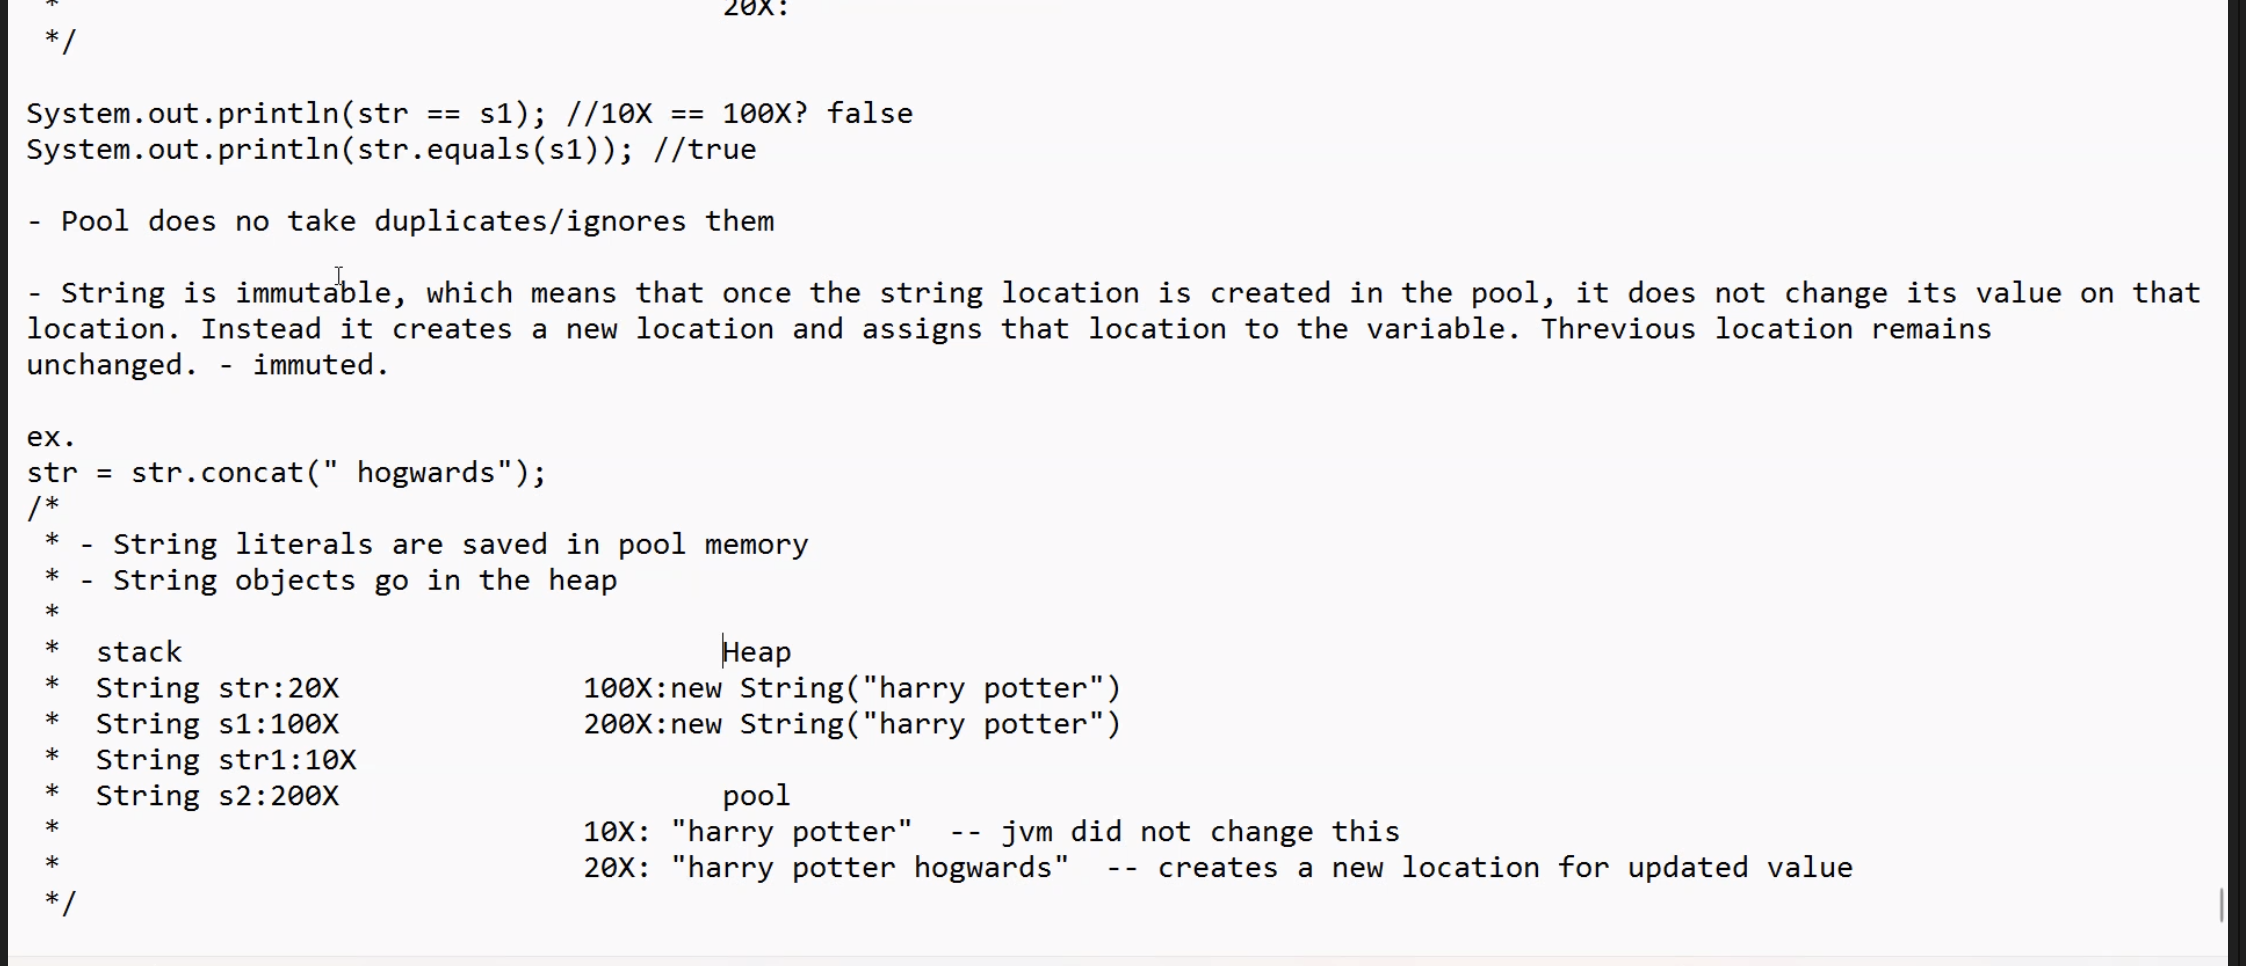 * 20X:
*/
System.out.println(str == s1); //10X == 100X? false
System.out.println(str.equals(s1)); //true
- Pool does no take duplicates/ignores them
- String is immutable, which means that once the string location is created in the pool, it does not change its value on that
location. Instead it creates a new location and assigns that location to the variable. Threvious location remains
unchanged. - immuted.
ex.
str = str.concat(" hogwards");
/*
* - String literals are saved in pool memory
* - String objects go in the heap
*
* stack Heap
* String str:20X 100X:new String("harry potter")
* String s1:100X 200X:new String("harry potter")
* String str1:10X
* String s2:200X pool
* 10X: "harry potter" -- jvm did not change this
* 20X: "harry potter hogwards" -- creates a new location for updated value
*/